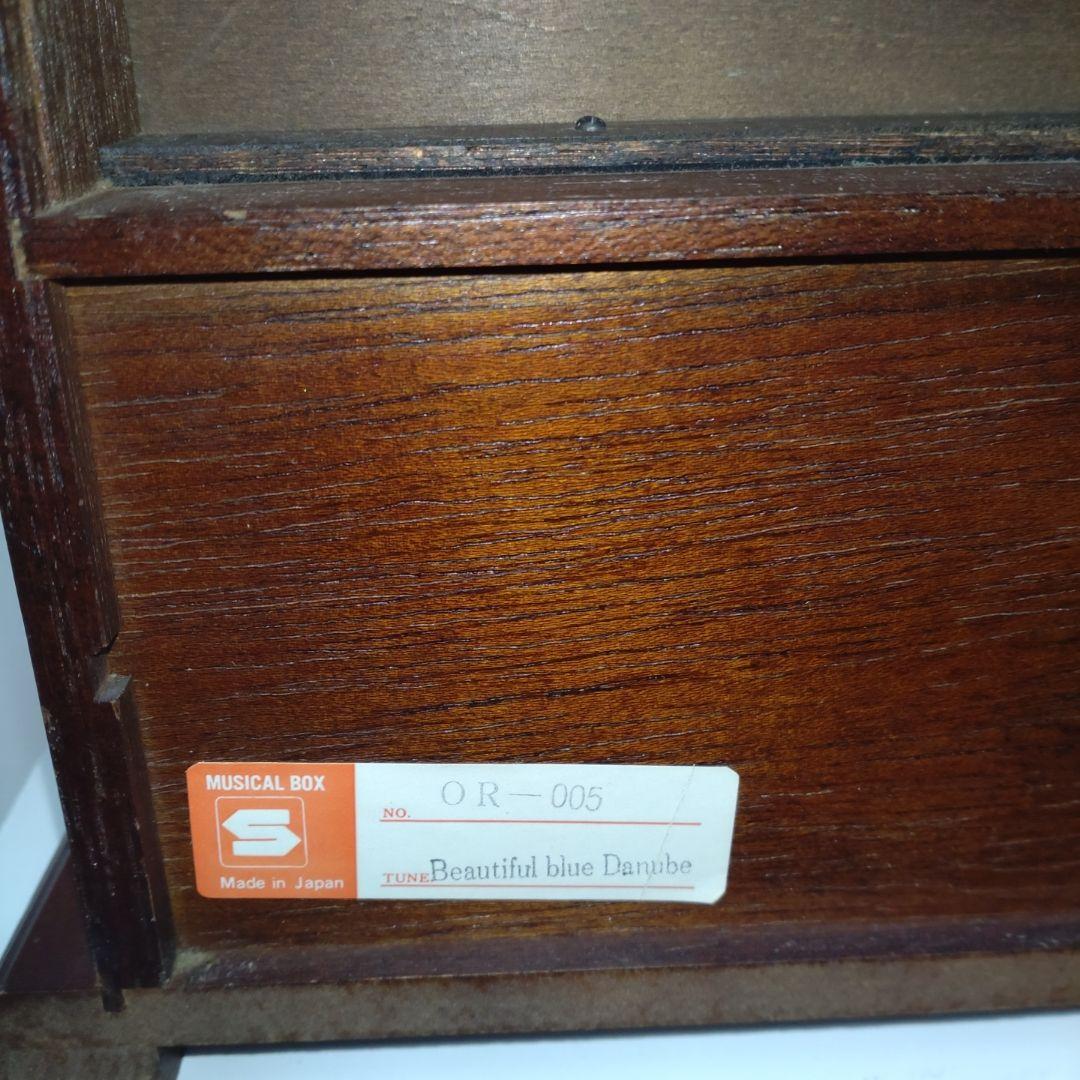 MUSICAL BOX
S
Made in Japan
NO. OR-005
TUNE Beautiful blue Danube